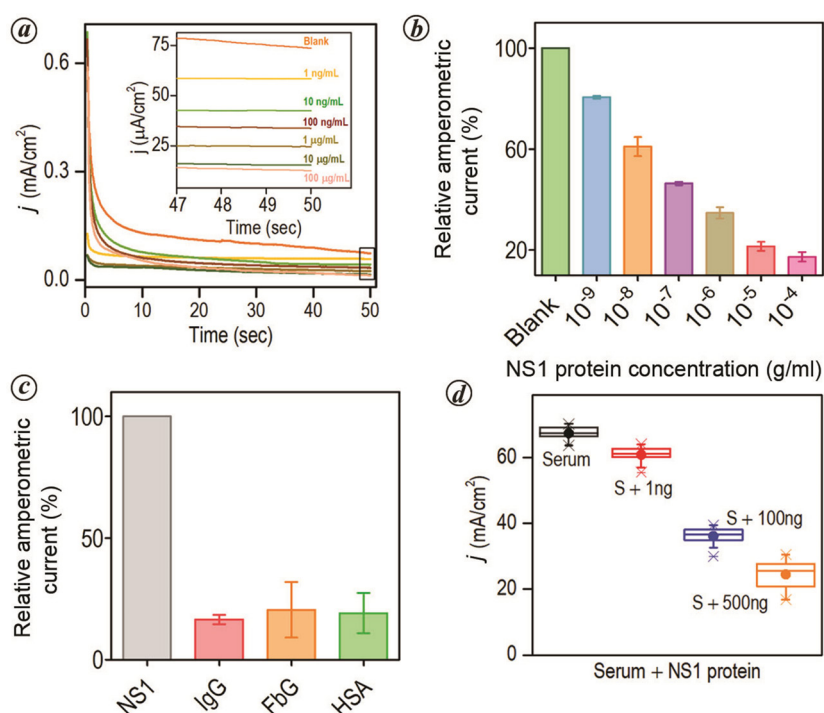 a
0.6
0.3
0.0
j (mA/cm²)
0 10 20 30 40 50
Time (sec)
75
50
25
j (μA/cm²)
Blank
1 ng/mL
10 ng/mL
100 ng/mL
1 μg/mL
10 μg/mL
100 μg/mL
47 48 49 50
Time (sec)
b
Relative amperometric
current (%)
100
60
20
Blank 10⁻⁹ 10⁻⁸ 10⁻⁷ 10⁻⁶ 10⁻⁵ 10⁻⁴
NS1 protein concentration (g/ml)
c
Relative amperometric
current (%)
100
50
0
NS1 IgG FbG HSA
d
j (mA/cm²)
60
40
20
0
Serum
S + 1ng
S + 100ng
S + 500ng
Serum + NS1 protein